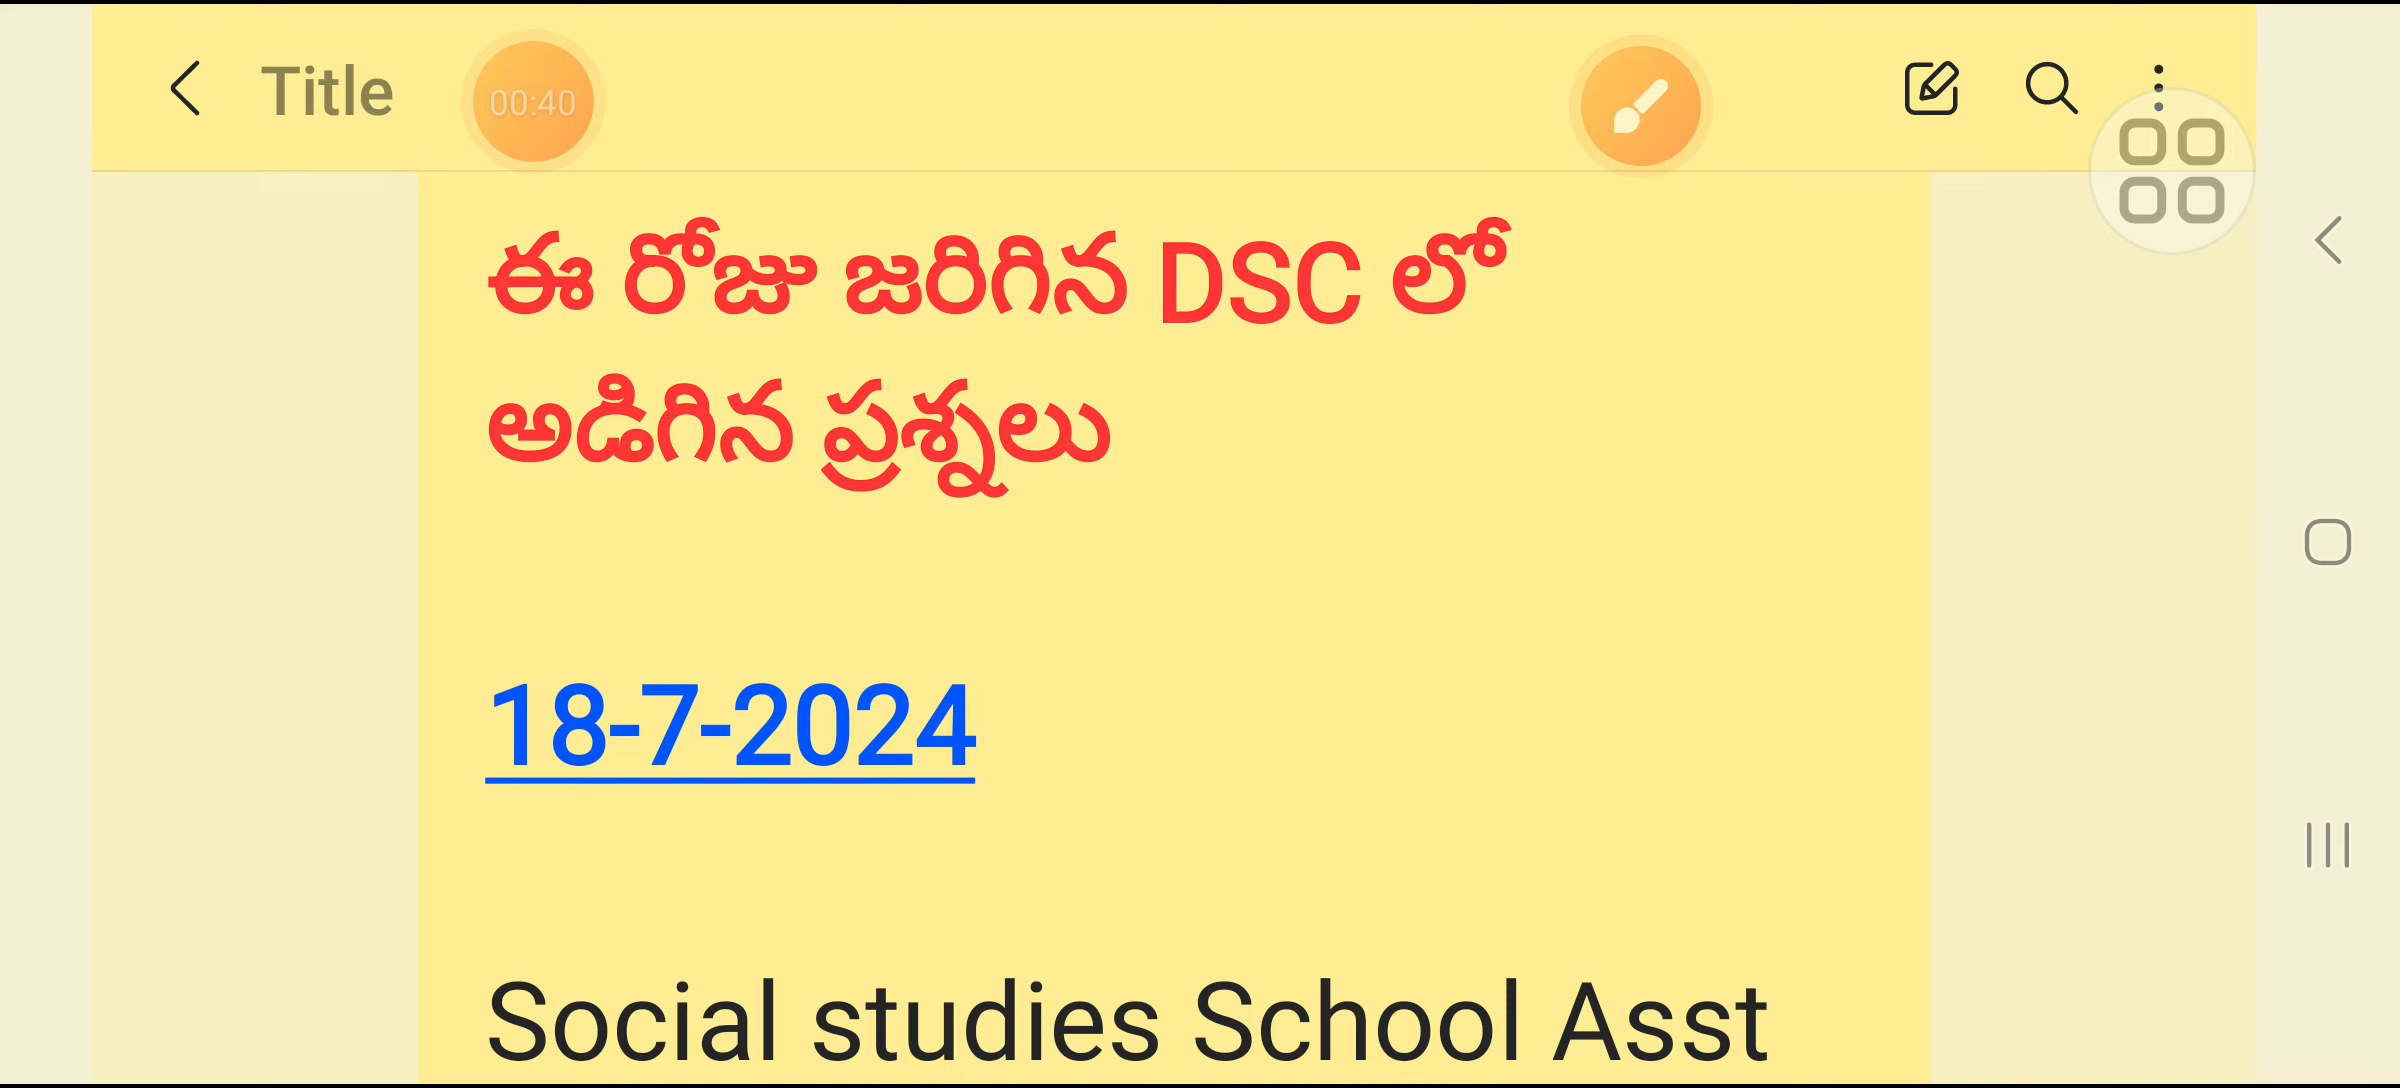 Title
00:40
ఈ రోజు జరిగిన DSC లో
అడిగిన ప్రశ్నలు
18-7-2024
Social studies School Asst